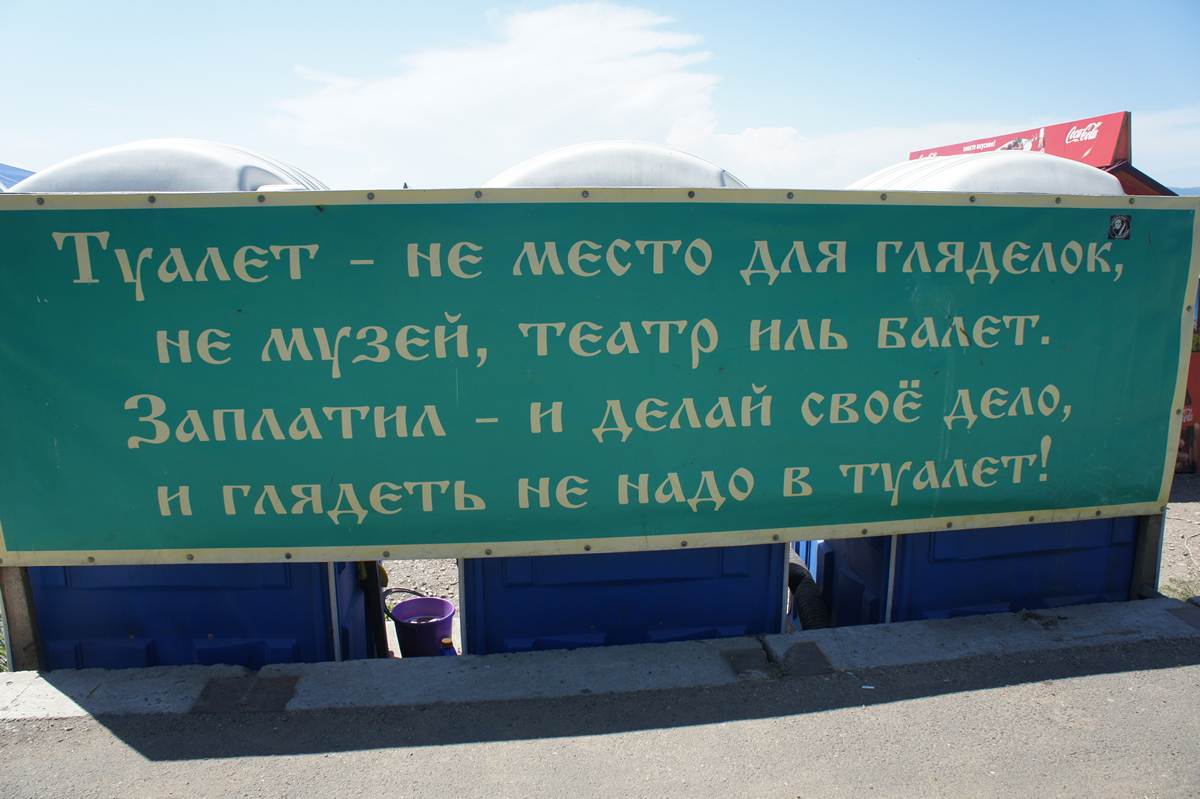 Coca-Cola
Туалет - не место для гляделок,
не музей, театр иль балет.
Заплатил - и делай своё дело,
и глядеть не надо в туалет!